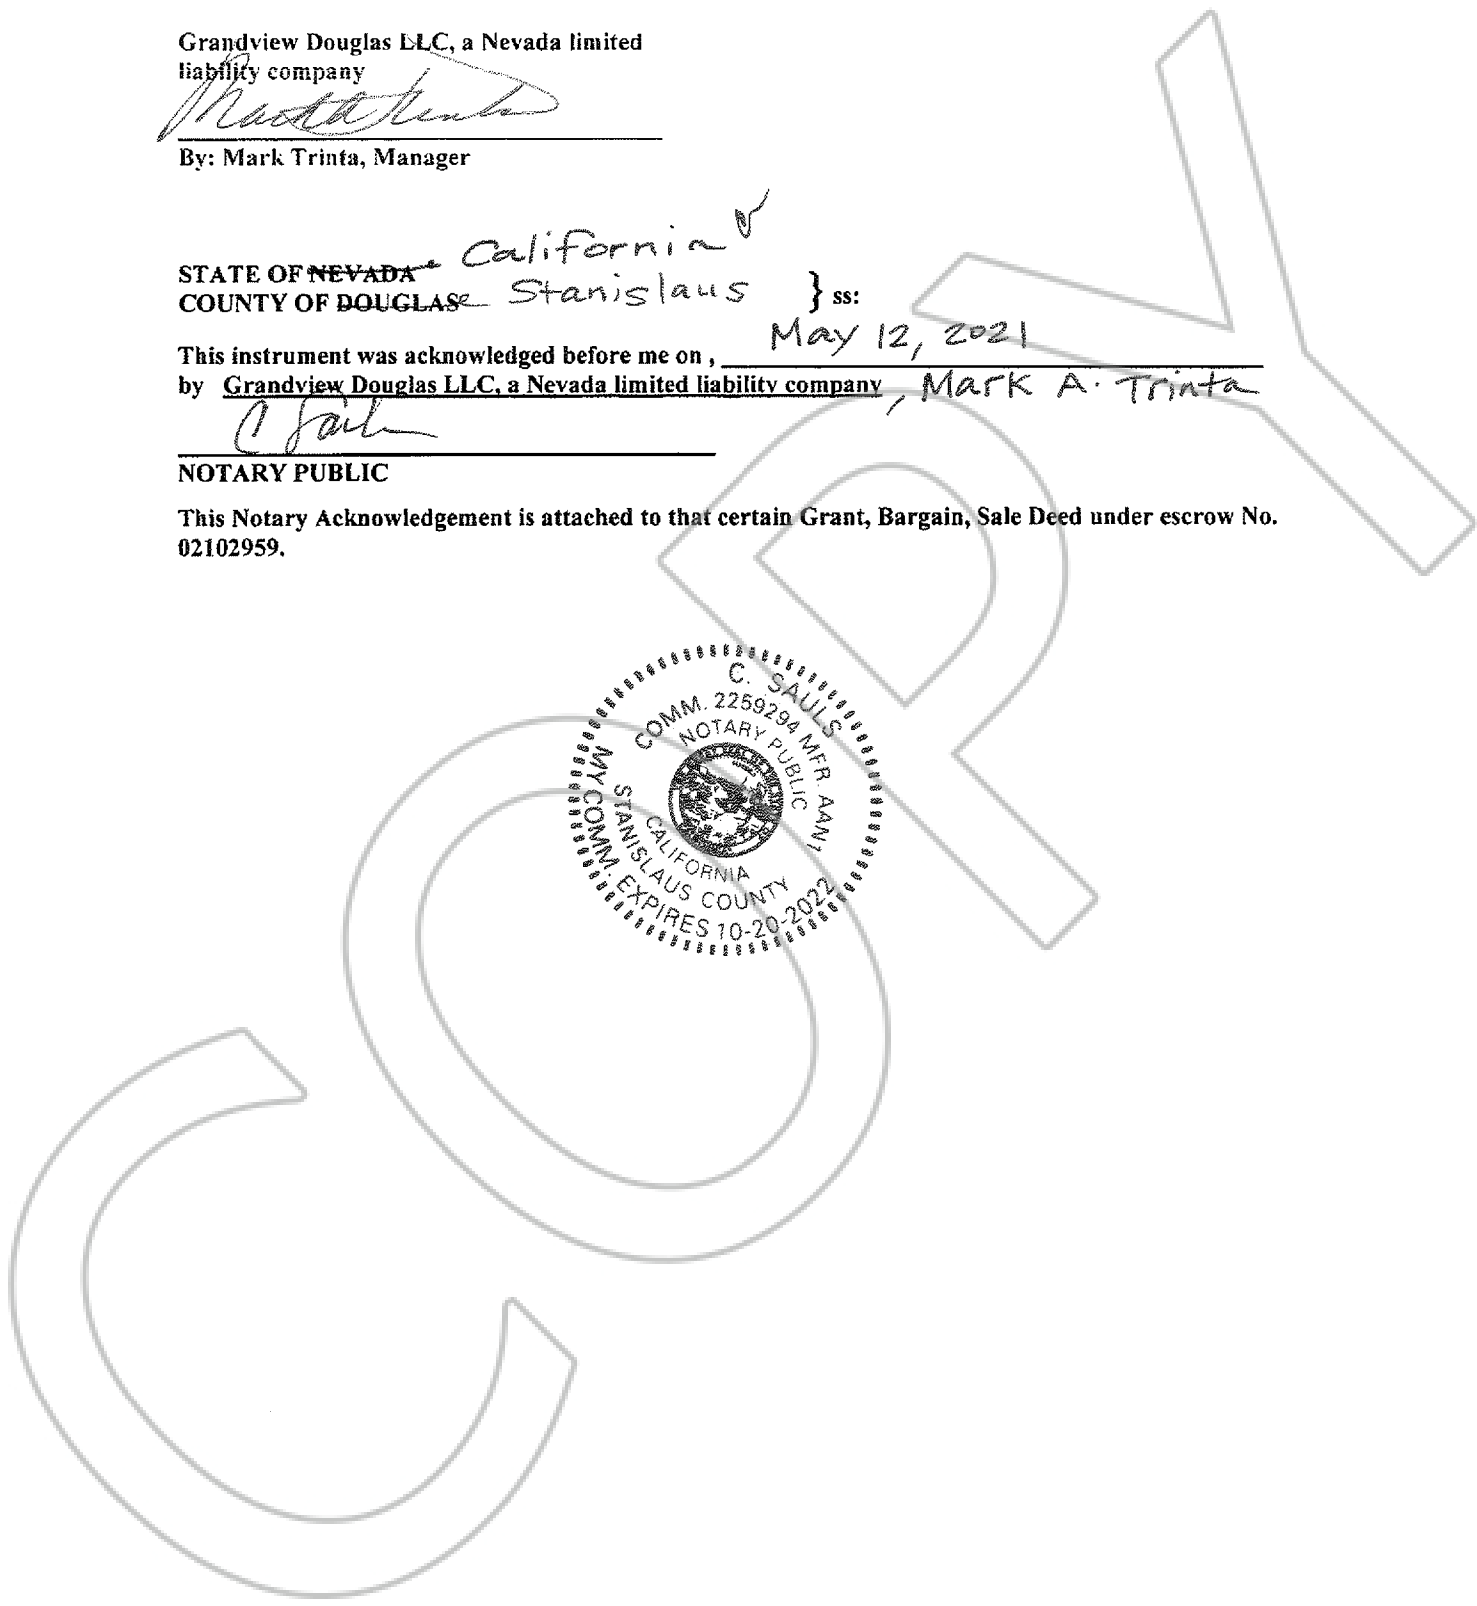 Grandview Douglas LLC, a Nevada limited
liability company
By: Mark Trinta, Manager
STATE OF NEVADA California
COUNTY OF DOUGLAS Stanislaus } ss:
This instrument was acknowledged before me on , May 12, 2021
by Grandview Douglas LLC, a Nevada limited liability company , Mark A. Trinta
NOTARY PUBLIC
This Notary Acknowledgement is attached to that certain Grant, Bargain, Sale Deed under escrow No.
02102959.
C. SAULS
COMM. 2259294 MFR. AAN1
NOTARY PUBLIC
CALIFORNIA
STANISLAUS COUNTY
MY COMM. EXPIRES 10-20-2022
COPY